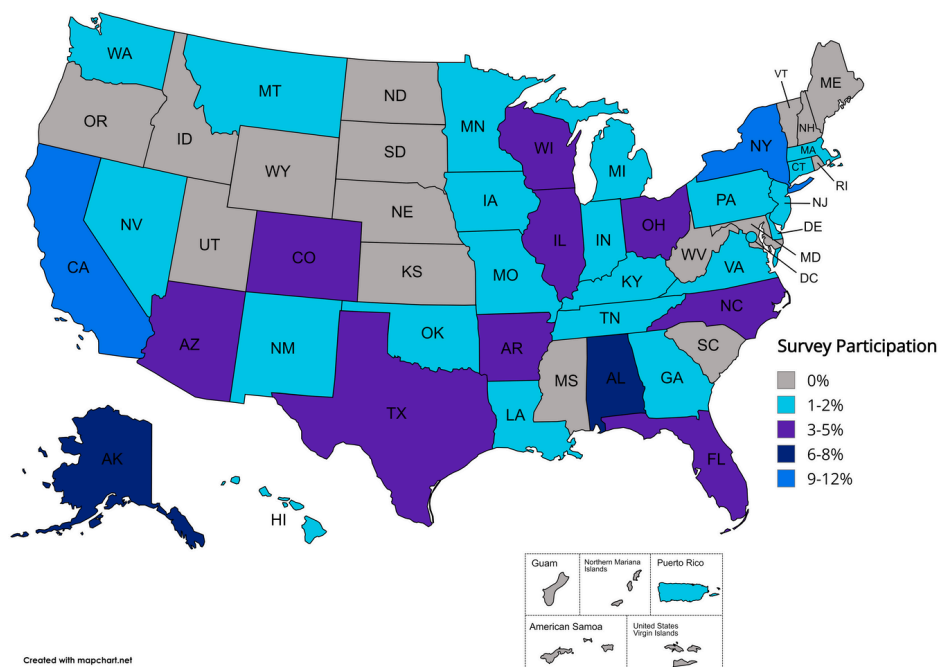 WA
MT
ND
MN
ME
VT
NH
OR
ID
SD
WI
NY
MA
CT
RI
WY
MI
IA
NE
PA
NJ
NV
UT
CO
IL
IN
OH
DE
MD
DC
CA
KS
MO
WV
VA
KY
NC
TN
AZ
NM
OK
AR
SC
MS
AL
GA
TX
LA
FL
AK
HI
Survey Participation
0%
1-2%
3-5%
6-8%
9-12%
Guam
Northern Mariana
Islands
Puerto Rico
American Samoa
United States
Virgin Islands
Created with mapchart.net